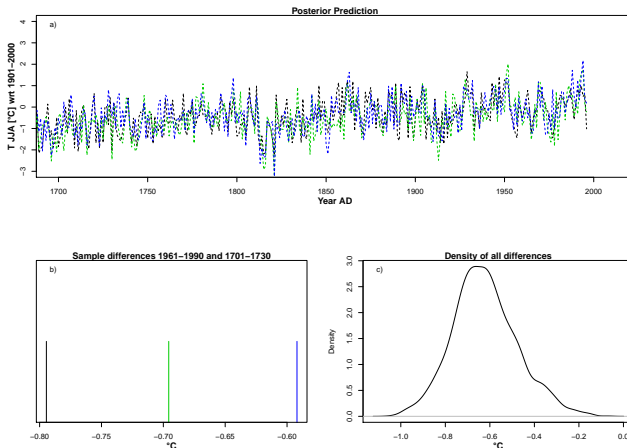 Posterior Prediction
a)
T JJA [°C] wrt 1901−2000
4
3
2
1
0
−1
−2
−3
1700 1750 1800 1850 1900 1950 2000
Year AD
Sample differences 1961−1990 and 1701−1730
b)
−0.80 −0.75 −0.70 −0.65 −0.60
°C
Density of all differences
c)
Density
3.0
2.5
2.0
1.5
1.0
0.5
0.0
−1.0 −0.8 −0.6 −0.4 −0.2 0.0
°C